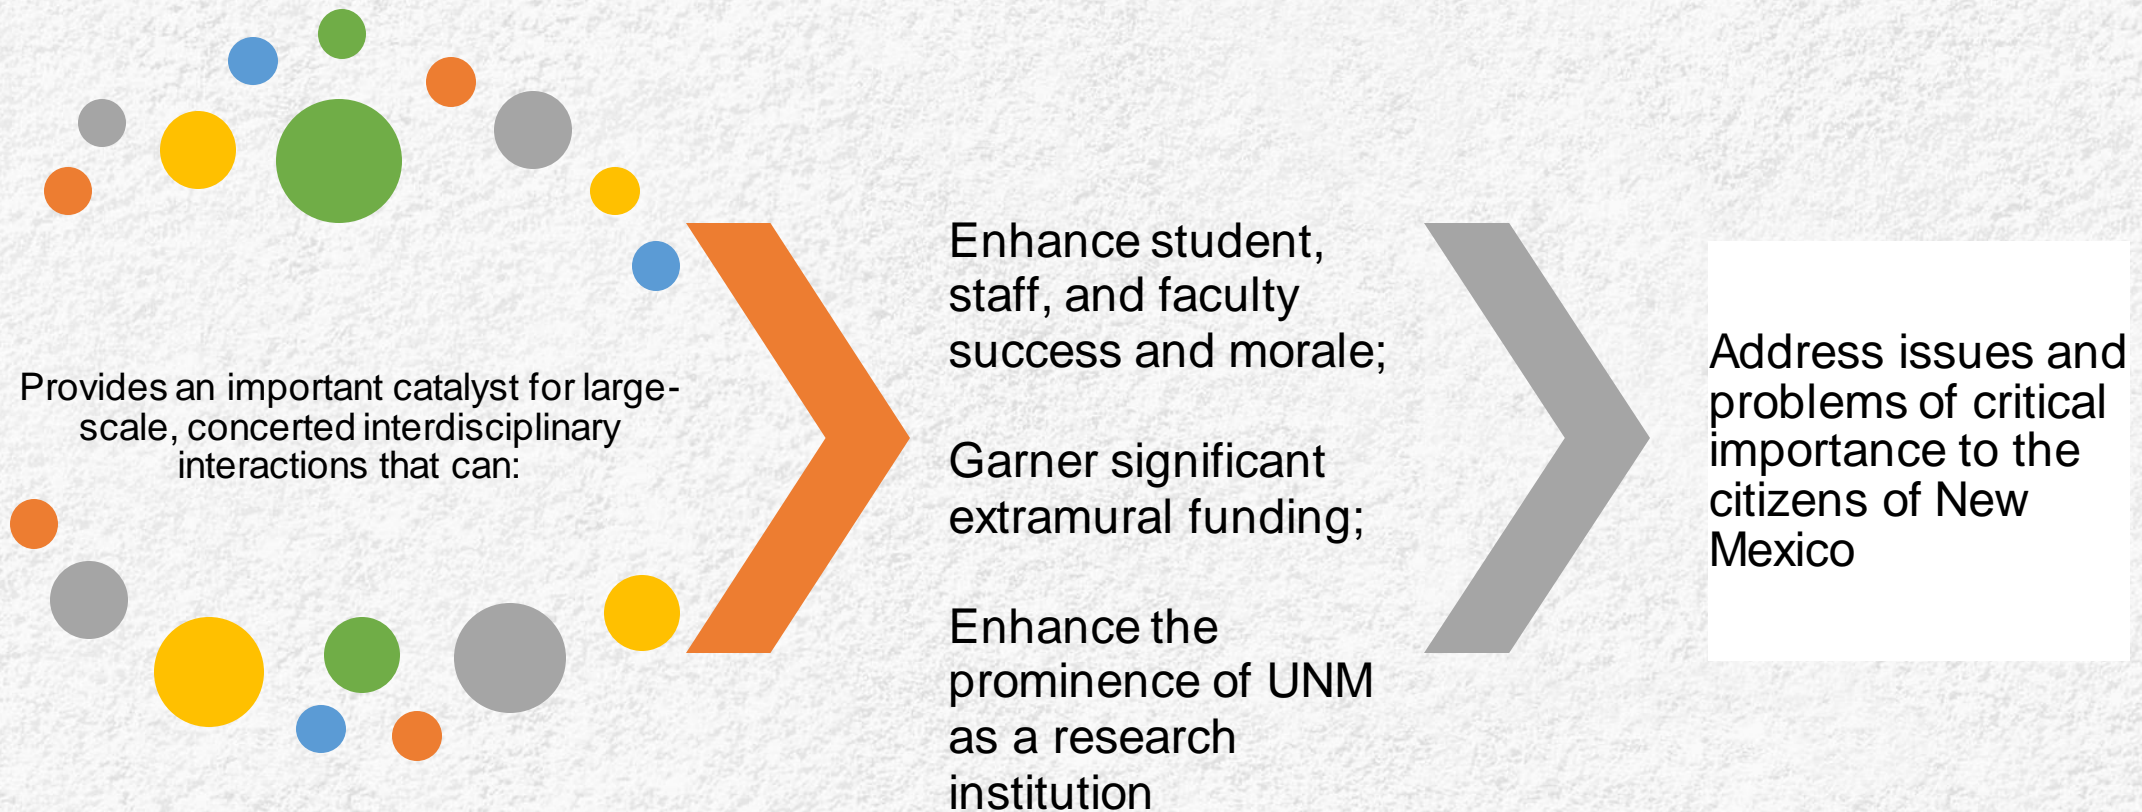 Provides an important catalyst for large-
scale, concerted interdisciplinary
interactions that can:
Enhance student,
staff, and faculty
success and morale;
Garner significant
extramural funding;
Enhance the
prominence of UNM
as a research
institution
Address issues and
problems of critical
importance to the
citizens of New
Mexico